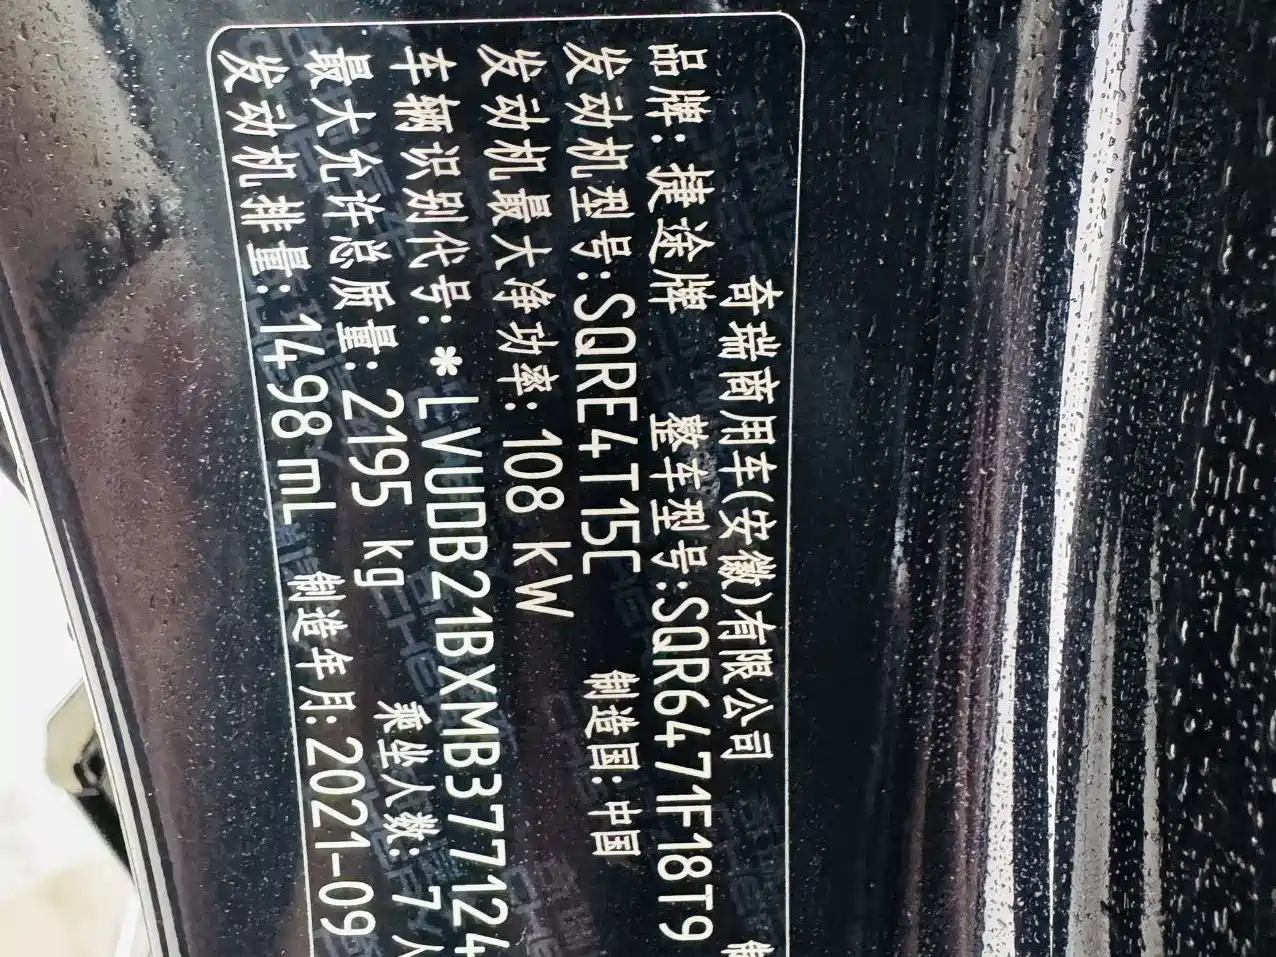 奇瑞商用车(安徽)有限公司 制
品牌: 捷途牌 整车型号:SQR6471F18T9
发动机型号:SQRE4T15C 制造国: 中国
发动机最大净功率: 108 kW
车辆识别代号: *LVUDB21BXMB377124
最大允许总质量: 2195 kg 乘坐人数: 7 人
发动机排量: 1498 mL 制造年月: 2021-09